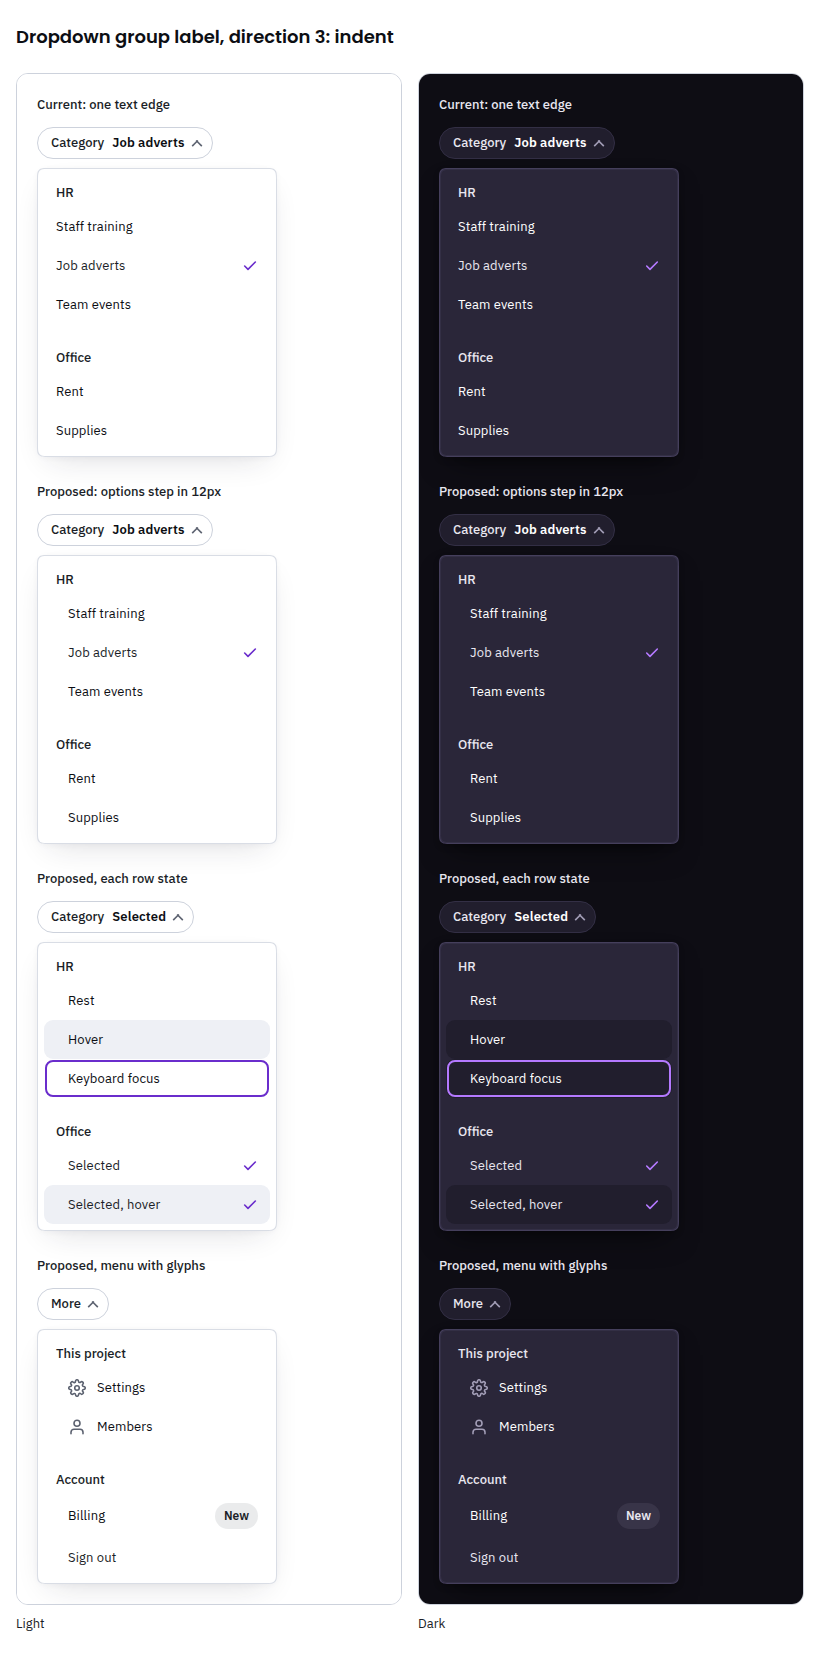 Dropdown group label, direction 3: indent
Current: one text edge
Category Job adverts
HR
Staff training
Job adverts
Team events
Office
Rent
Supplies
Proposed: options step in 12px
Category Job adverts
HR
Staff training
Job adverts
Team events
Office
Rent
Supplies
Proposed, each row state
Category Selected
HR
Rest
Hover
Keyboard focus
Office
Selected
Selected, hover
Proposed, menu with glyphs
More
This project
Settings
Members
Account
Billing New
Sign out
Light
Current: one text edge
Category Job adverts
HR
Staff training
Job adverts
Team events
Office
Rent
Supplies
Proposed: options step in 12px
Category Job adverts
HR
Staff training
Job adverts
Team events
Office
Rent
Supplies
Proposed, each row state
Category Selected
HR
Rest
Hover
Keyboard focus
Office
Selected
Selected, hover
Proposed, menu with glyphs
More
This project
Settings
Members
Account
Billing New
Sign out
Dark